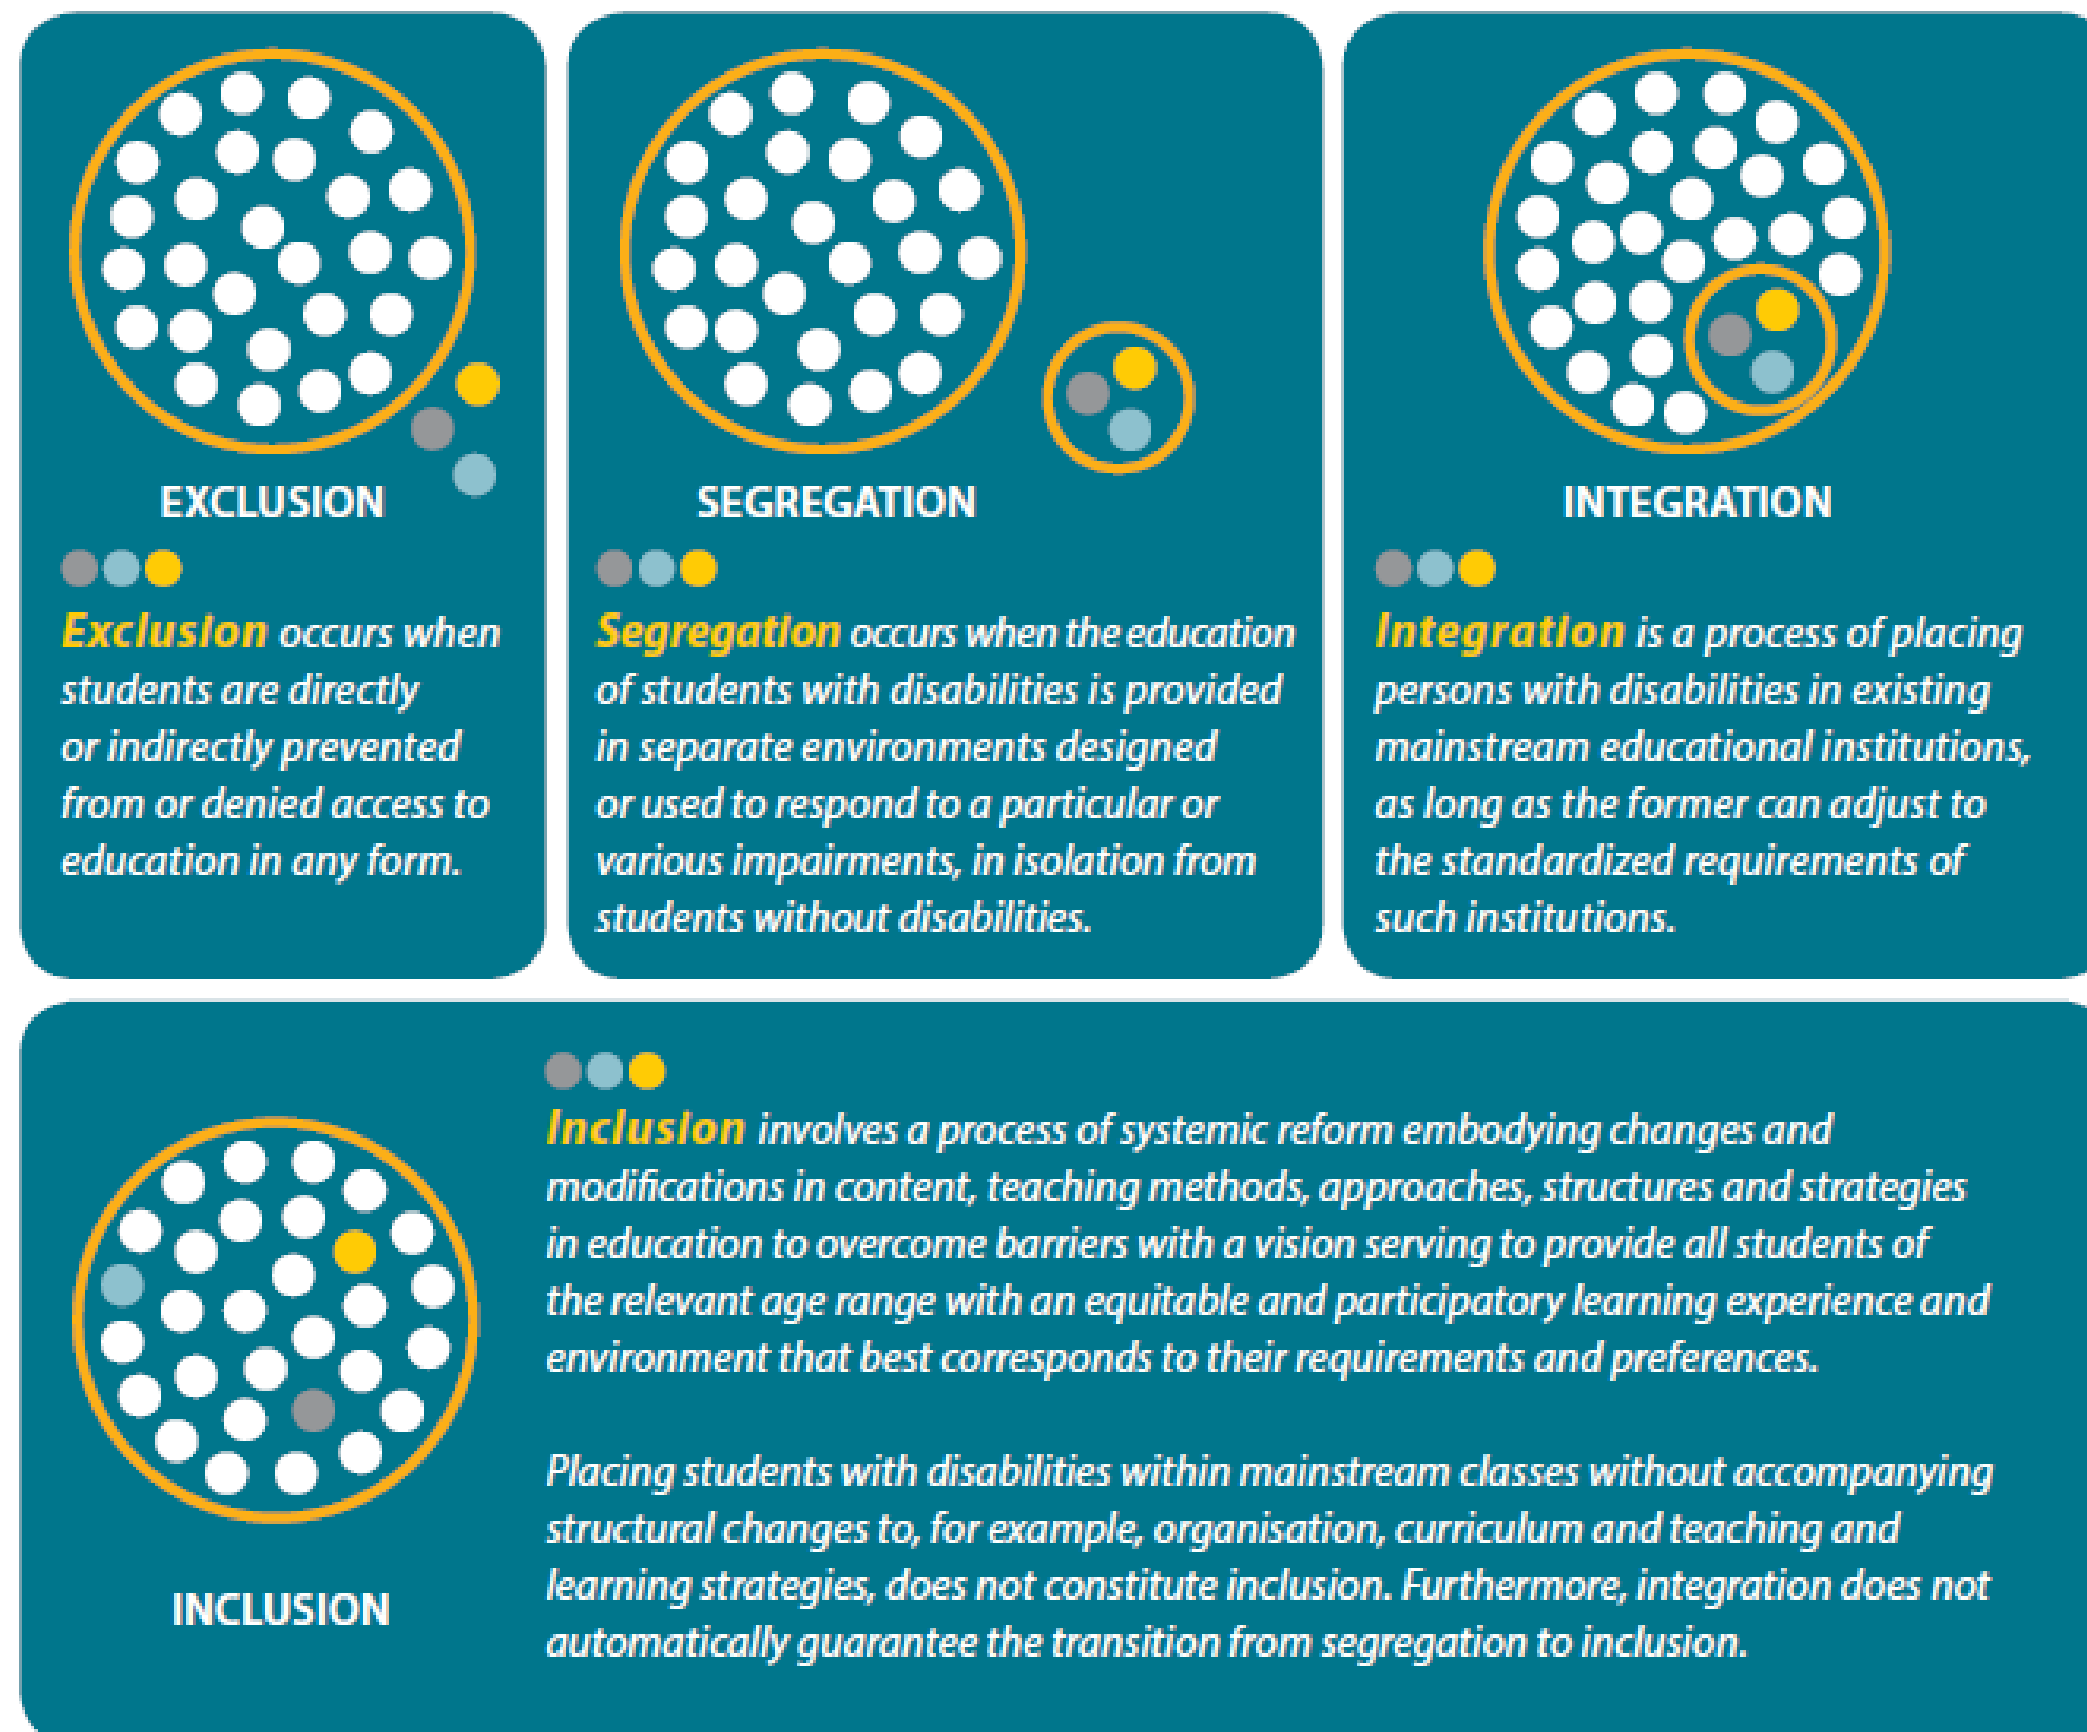 EXCLUSION
Exclusion occurs when
students are directly
or indirectly prevented
from or denied access to
education in any form.
SEGREGATION
Segregation occurs when the education
of students with disabilities is provided
in separate environments designed
or used to respond to a particular or
various impairments, in isolation from
students without disabilities.
INTEGRATION
Integration is a process of placing
persons with disabilities in existing
mainstream educational institutions,
as long as the former can adjust to
the standardized requirements of
such institutions.
INCLUSION
Inclusion involves a process of systemic reform embodying changes and
modifications in content, teaching methods, approaches, structures and strategies
in education to overcome barriers with a vision serving to provide all students of
the relevant age range with an equitable and participatory learning experience and
environment that best corresponds to their requirements and preferences.
Placing students with disabilities within mainstream classes without accompanying
structural changes to, for example, organisation, curriculum and teaching and
learning strategies, does not constitute inclusion. Furthermore, integration does not
automatically guarantee the transition from segregation to inclusion.